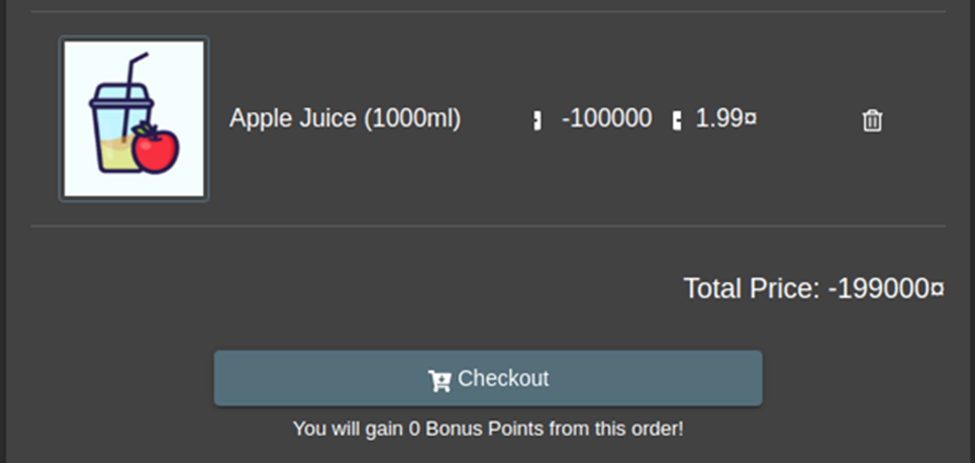 Apple Juice (1000ml) -100000 1.99¤
Total Price: -199000¤
Checkout
You will gain 0 Bonus Points from this order!